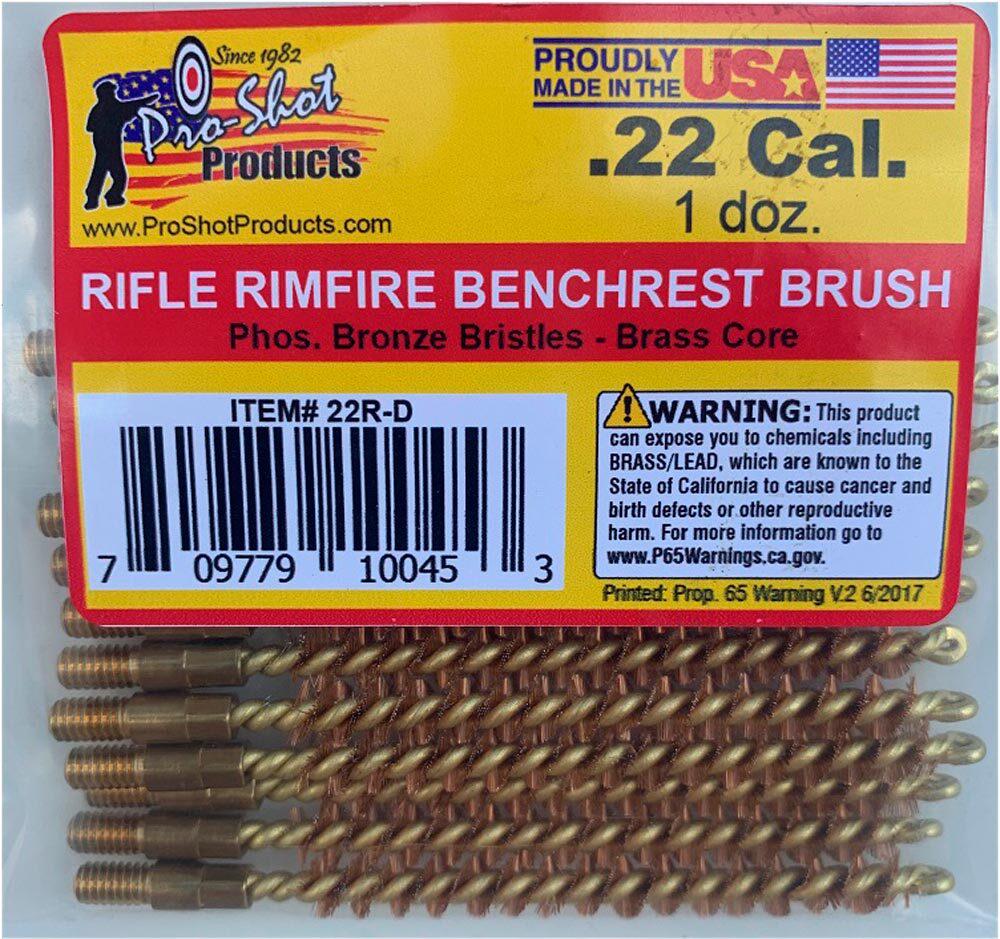 Since 1982
Pro-Shot
Products
www.ProShotProducts.com
PROUDLY
MADE IN THE USA
.22 Cal.
1 doz.
RIFLE RIMFIRE BENCHREST BRUSH
Phos. Bronze Bristles - Brass Core
ITEM# 22R-D
7 09779 10045 3
WARNING: This product
can expose you to chemicals including
BRASS/LEAD, which are known to the
State of California to cause cancer and
birth defects or other reproductive
harm. For more information go to
www.P65Warnings.ca.gov.
Printed: Prop. 65 Warning V.2 6/2017